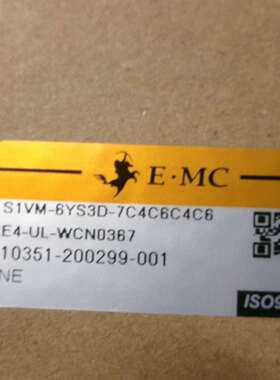 E·MC
S1VM-6YS3D-7C4C6C4C6
E4-UL-WCN0367
10351-200299-001
NE
ISO9